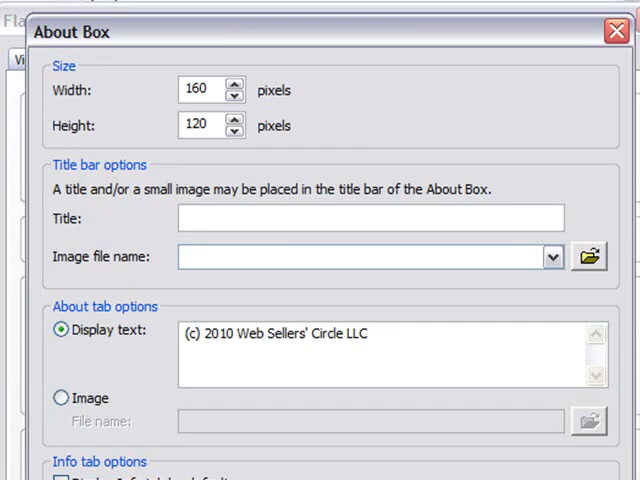 Fla
About Box
Vi
Size
Width: 160 pixels
Height: 120 pixels
Title bar options
A title and/or a small image may be placed in the title bar of the About Box.
Title:
Image file name:
About tab options
Display text: (c) 2010 Web Sellers' Circle LLC
Image
File name:
Info tab options